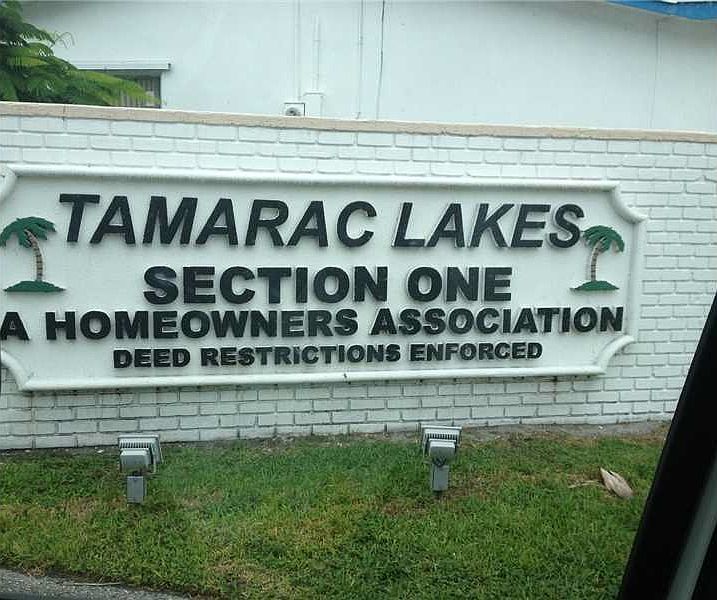 TAMARAC LAKES
SECTION ONE
A HOMEOWNERS ASSOCIATION
DEED RESTRICTIONS ENFORCED